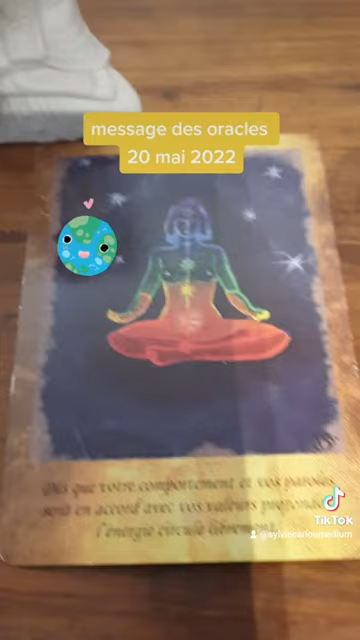 message des oracles
20 mai 2022
Dès que votre comportement et vos paroles
sont en accord avec vos valeurs profondes
l'énergie circule librement.
TikTok
@sylviecarloumedium